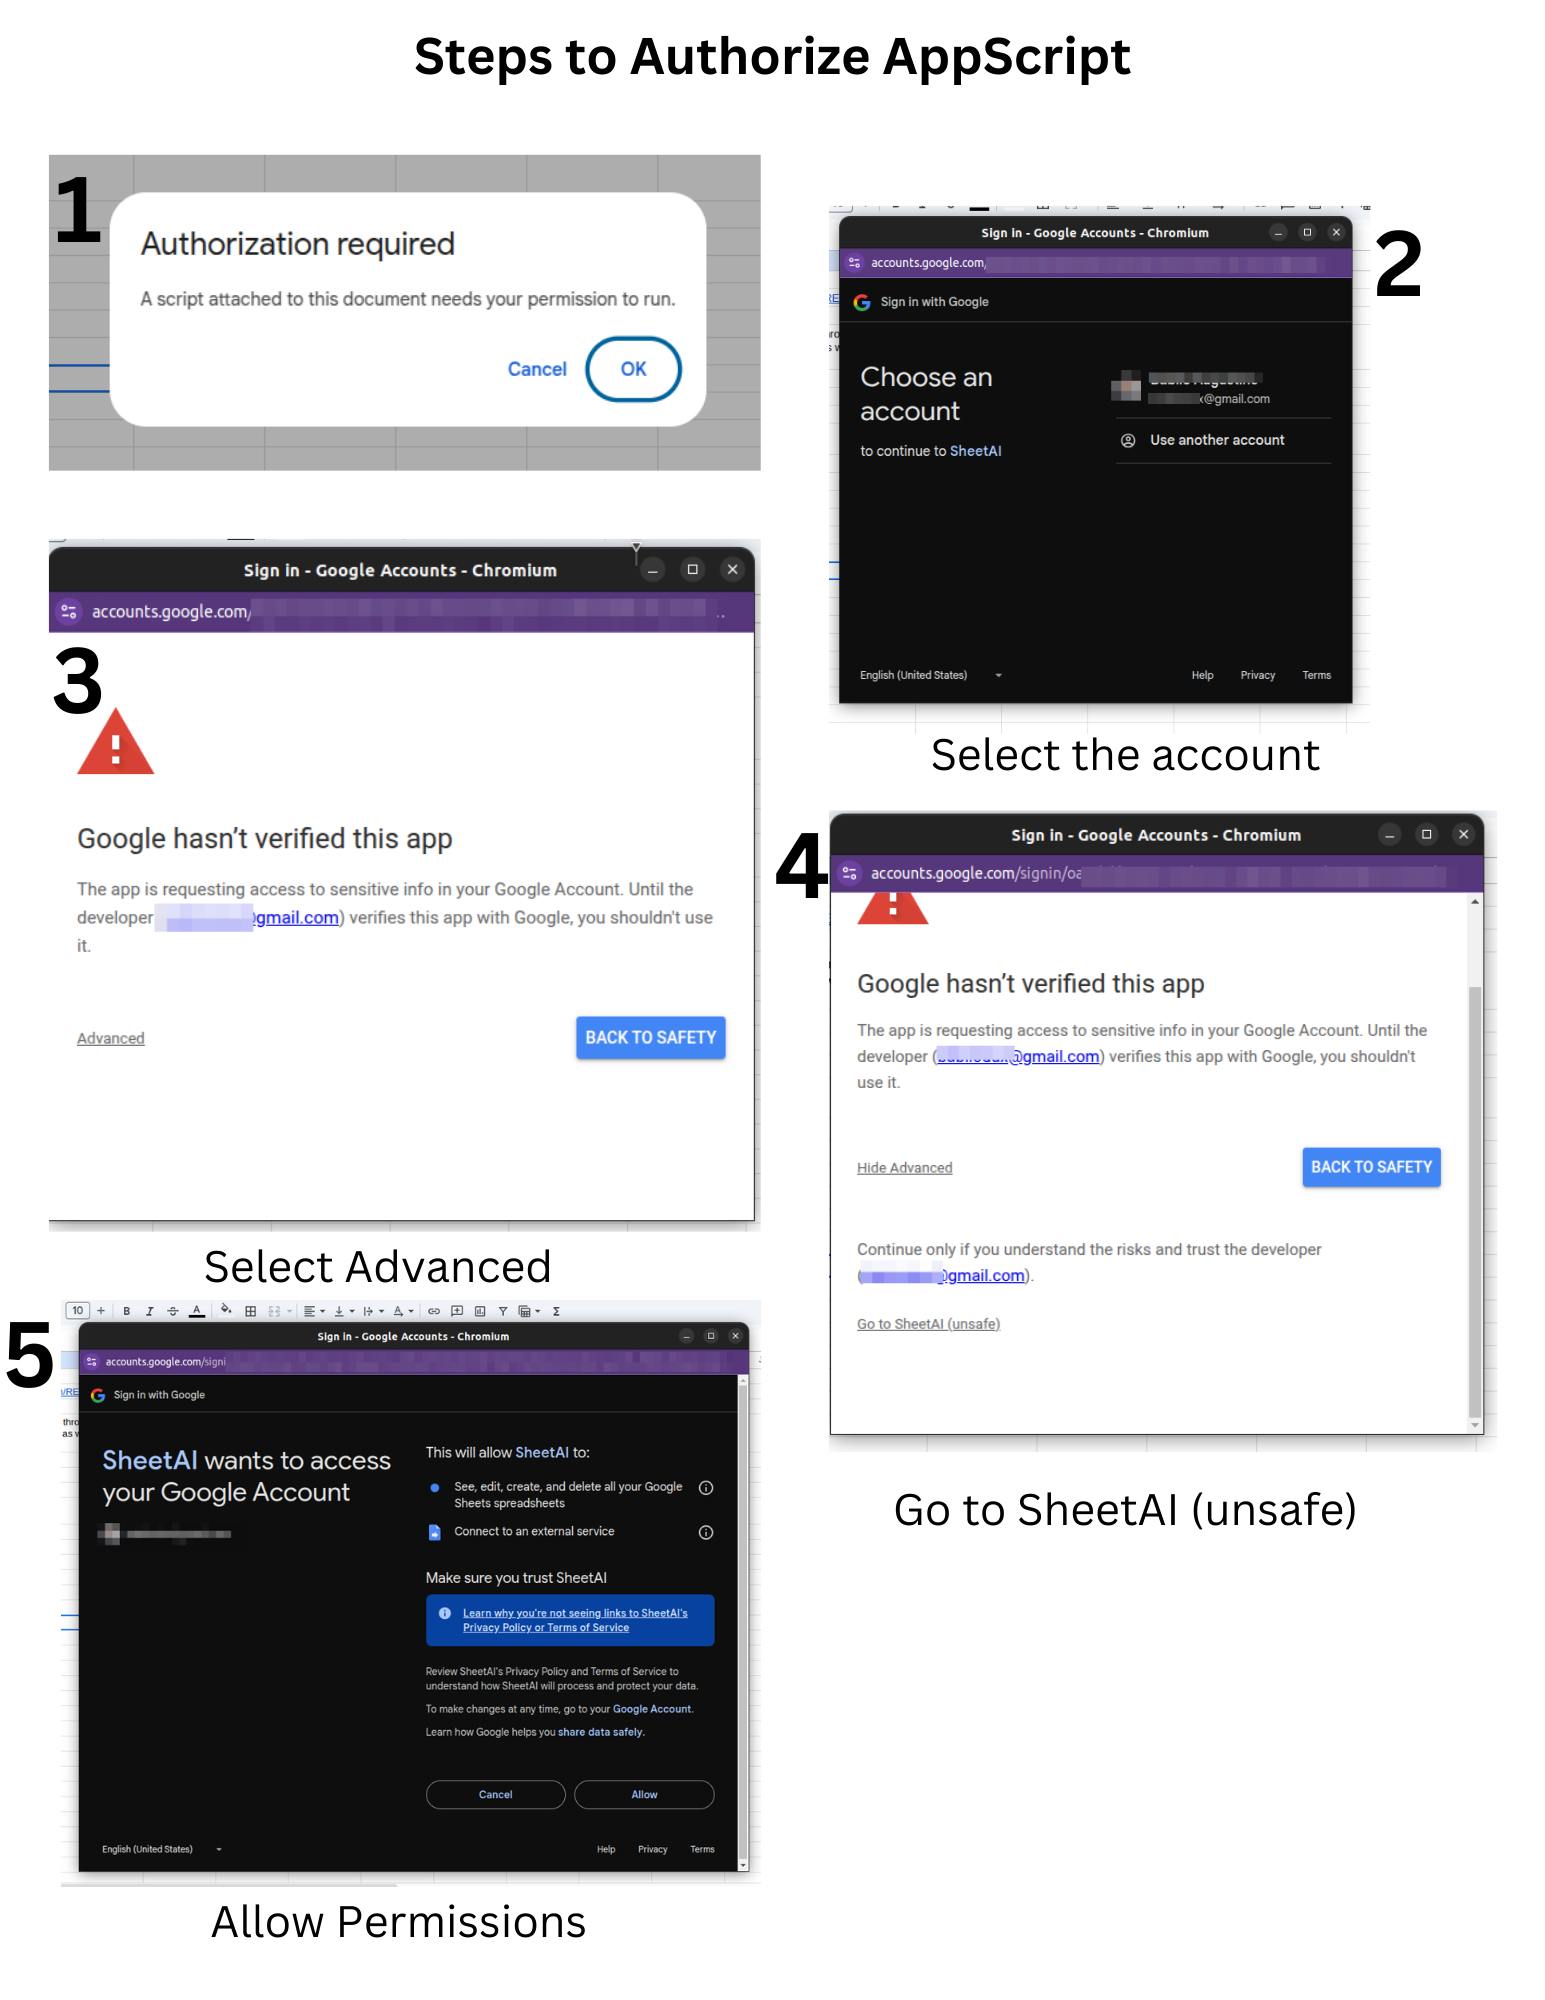 Steps to Authorize AppScript
1
Authorization required
A script attached to this document needs your permission to run.
Cancel
OK
2
Sign in - Google Accounts - Chromium
accounts.google.com/
Sign in with Google
Choose an
account
to continue to SheetAI
@gmail.com
Use another account
English (United States)
Help
Privacy
Terms
Select the account
3
Sign in - Google Accounts - Chromium
accounts.google.com/
Google hasn't verified this app
The app is requesting access to sensitive info in your Google Account. Until the
developer @gmail.com) verifies this app with Google, you shouldn't use
it.
Advanced
BACK TO SAFETY
Select Advanced
4
Sign in - Google Accounts - Chromium
accounts.google.com/signin/oa
Google hasn't verified this app
The app is requesting access to sensitive info in your Google Account. Until the
developer (@gmail.com) verifies this app with Google, you shouldn't
use it.
Hide Advanced
BACK TO SAFETY
Continue only if you understand the risks and trust the developer
(@gmail.com).
Go to SheetAI (unsafe)
Go to SheetAI (unsafe)
5
10
Sign in - Google Accounts - Chromium
accounts.google.com/signi
Sign in with Google
SheetAI wants to access
your Google Account
This will allow SheetAI to:
See, edit, create, and delete all your Google
Sheets spreadsheets
Connect to an external service
Make sure you trust SheetAI
Learn why you're not seeing links to SheetAI's
Privacy Policy or Terms of Service
Review SheetAI's Privacy Policy and Terms of Service to
understand how SheetAI will process and protect your data.
To make changes at any time, go to your Google Account.
Learn how Google helps you share data safely.
Cancel
Allow
English (United States)
Help
Privacy
Terms
Allow Permissions